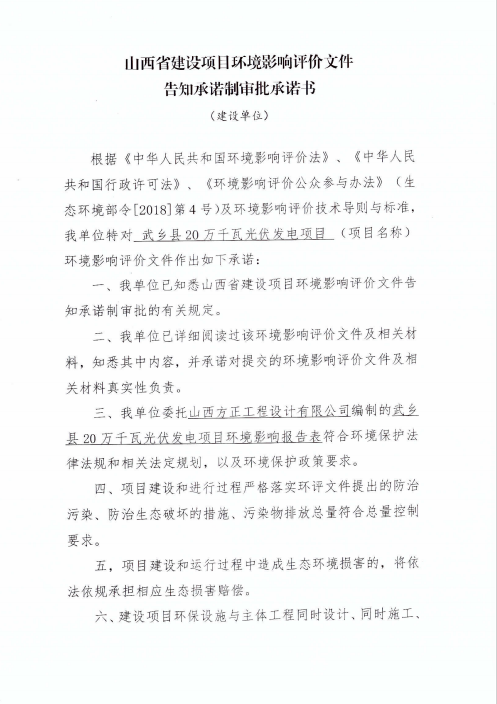 山西省建设项目环境影响评价文件
告知承诺制审批承诺书
（建设单位）
根据《中华人民共和国环境影响评价法》、《中华人民
共和国行政许可法》、《环境影响评价公众参与办法》（生
态环境部令[2018]第 4 号)及环境影响评价技术导则与标准，
我单位特对 武乡县 20 万千瓦光伏发电项目 （项目名称）
环境影响评价文件作出如下承诺：
一、我单位已知悉山西省建设项目环境影响评价文件告
知承诺制审批的有关规定。
二、我单位已详细阅读过该环境影响评价文件及相关材
料，知悉其中内容，并承诺对提交的环境影响评价文件及相
关材料真实性负责。
三、我单位委托山西方正工程设计有限公司编制的武乡
县 20 万千瓦光伏发电项目环境影响报告表符合环境保护法
律法规和相关法定规划，以及环境保护政策要求。
四、项目建设和进行过程严格落实环评文件提出的防治
污染、防治生态破坏的措施、污染物排放总量符合总量控制
要求。
五，项目建设和运行过程中造成生态环境损害的，将依
法依规承担相应生态损害赔偿。
六、建设项目环保设施与主体工程同时设计、同时施工、